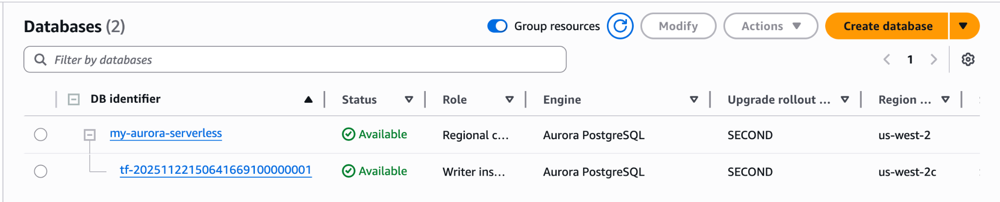 Databases (2) Group resources Modify Actions Create database
Filter by databases 1
DB identifier Status Role Engine Upgrade rollout ... Region ...
my-aurora-serverless Available Regional c... Aurora PostgreSQL SECOND us-west-2
tf-20251122150641669100000001 Available Writer ins... Aurora PostgreSQL SECOND us-west-2c